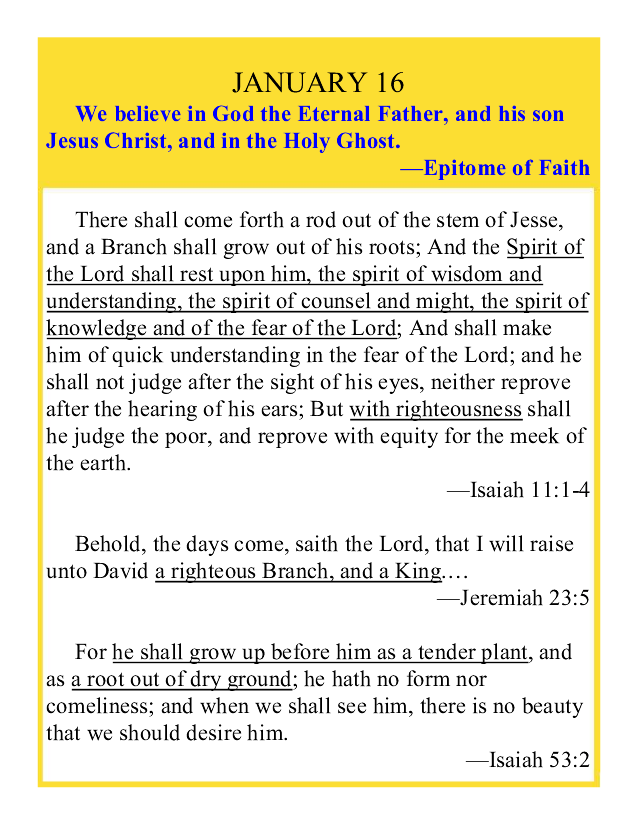 JANUARY 16
We believe in God the Eternal Father, and his son
Jesus Christ, and in the Holy Ghost.
—Epitome of Faith
There shall come forth a rod out of the stem of Jesse,
and a Branch shall grow out of his roots; And the Spirit of
the Lord shall rest upon him, the spirit of wisdom and
understanding, the spirit of counsel and might, the spirit of
knowledge and of the fear of the Lord; And shall make
him of quick understanding in the fear of the Lord; and he
shall not judge after the sight of his eyes, neither reprove
after the hearing of his ears; But with righteousness shall
he judge the poor, and reprove with equity for the meek of
the earth.
—Isaiah 11:1-4
Behold, the days come, saith the Lord, that I will raise
unto David a righteous Branch, and a King….
—Jeremiah 23:5
For he shall grow up before him as a tender plant, and
as a root out of dry ground; he hath no form nor
comeliness; and when we shall see him, there is no beauty
that we should desire him.
—Isaiah 53:2